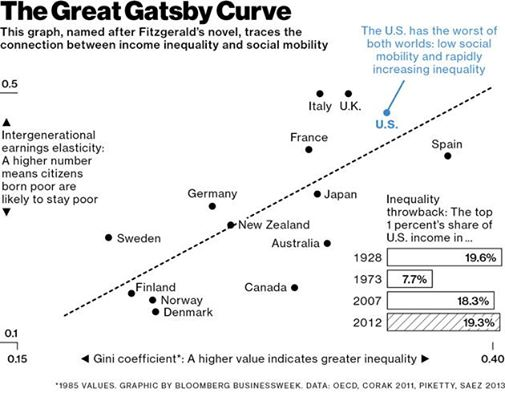 The Great Gatsby Curve
This graph, named after Fitzgerald's novel, traces the
connection between income inequality and social mobility
The U.S. has the worst of
both worlds: low social
mobility and rapidly
increasing inequality
0.5
▲
Intergenerational
earnings elasticity:
A higher number
means citizens
born poor are
likely to stay poor
▼
Italy U.K.
U.S.
France
Spain
Germany
Japan
New Zealand
Sweden
Australia
Finland
Canada
Norway
Denmark
Inequality
throwback: The top
1 percent's share of
U.S. income in ...
1928 19.6%
1973 7.7%
2007 18.3%
2012 19.3%
0.1
0.15
◀ Gini coefficient*: A higher value indicates greater inequality ▶
0.40
*1985 VALUES. GRAPHIC BY BLOOMBERG BUSINESSWEEK. DATA: OECD, CORAK 2011, PIKETTY, SAEZ 2013